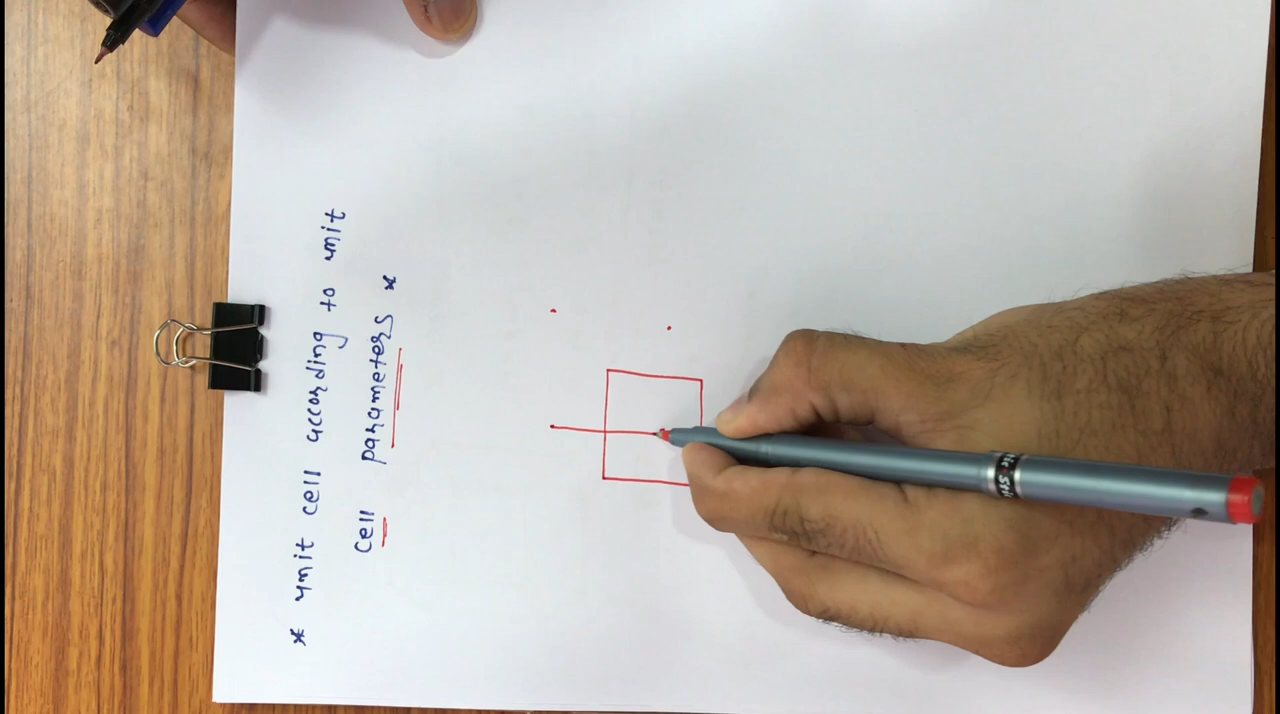 * unit cell according to unit
cell parameters *